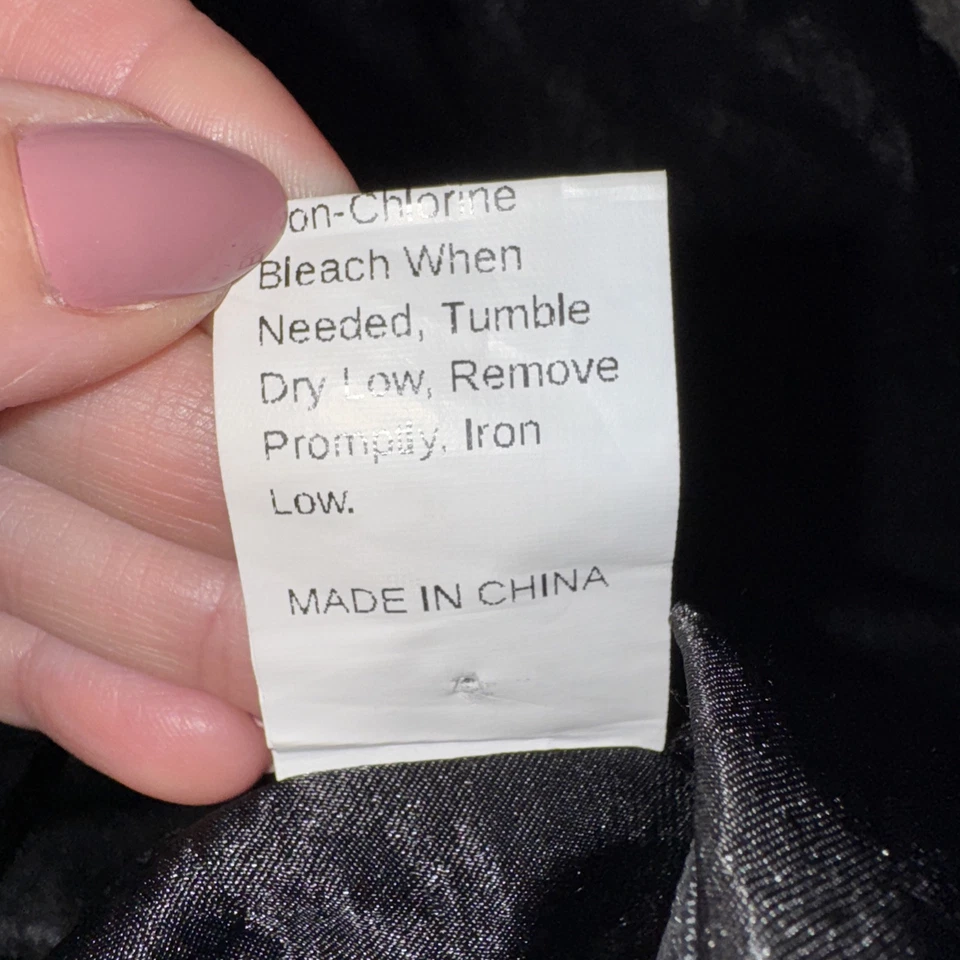 on-Chlorine
Bleach When
Needed, Tumble
Dry Low, Remove
Promptly, Iron
Low.
MADE IN CHINA